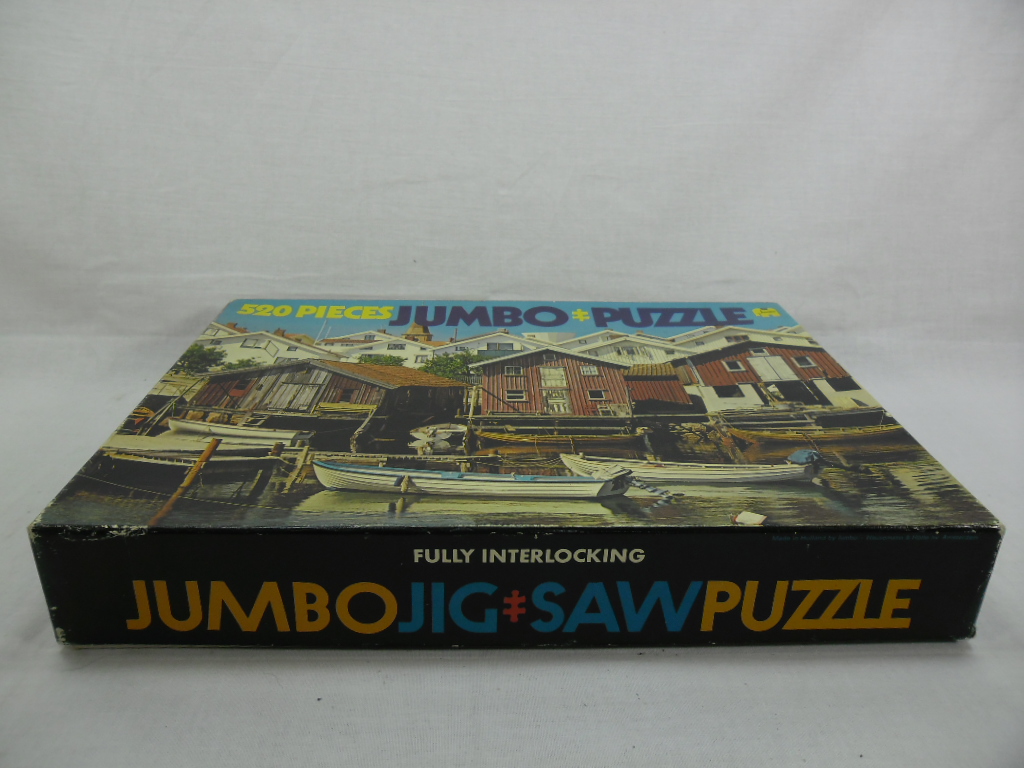 520 PIECES JUMBO PUZZLE
FULLY INTERLOCKING
JUMBO JIG SAW PUZZLE